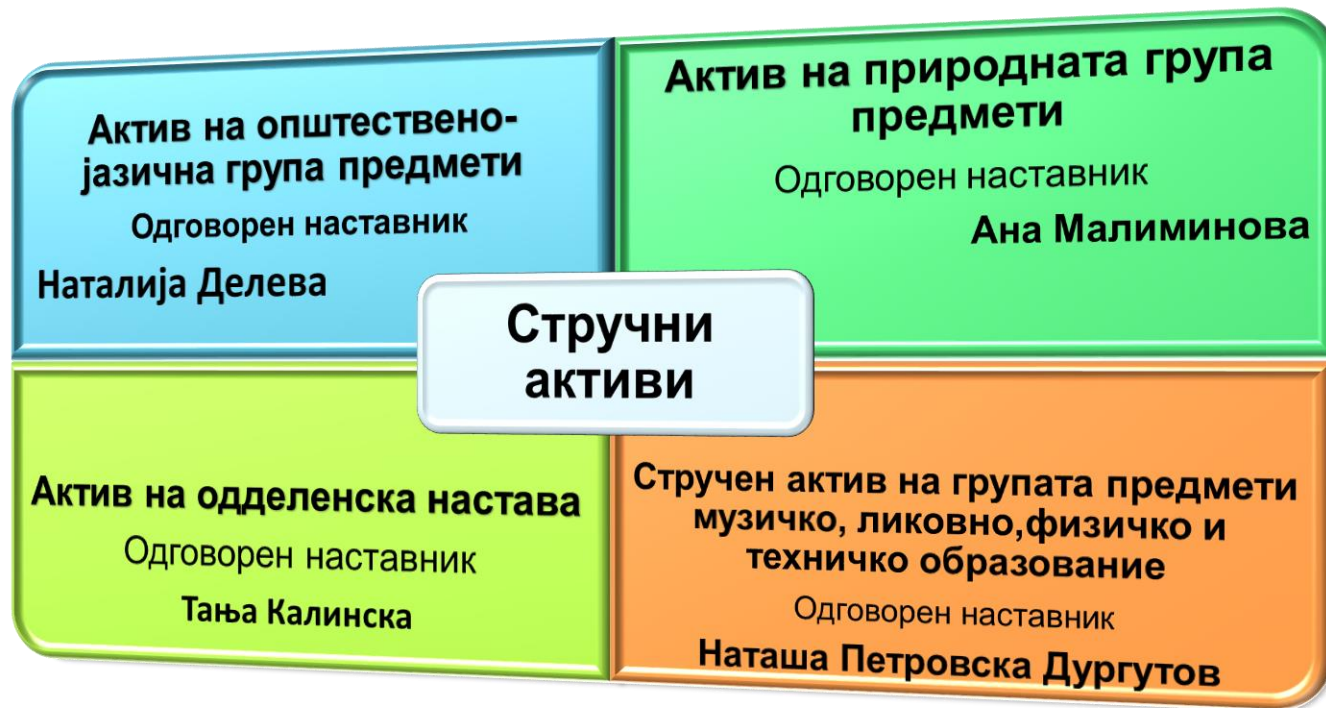 Актив на општествено-
јазична група предмети
Одговорен наставник
Наталија Делева
Актив на природната група
предмети
Одговорен наставник
Ана Малиминова
Стручни
активи
Актив на одделенска настава
Одговорен наставник
Тања Калинска
Стручен актив на групата предмети
музичко, ликовно,физичко и
техничко образование
Одговорен наставник
Наташа Петровска Дургутов